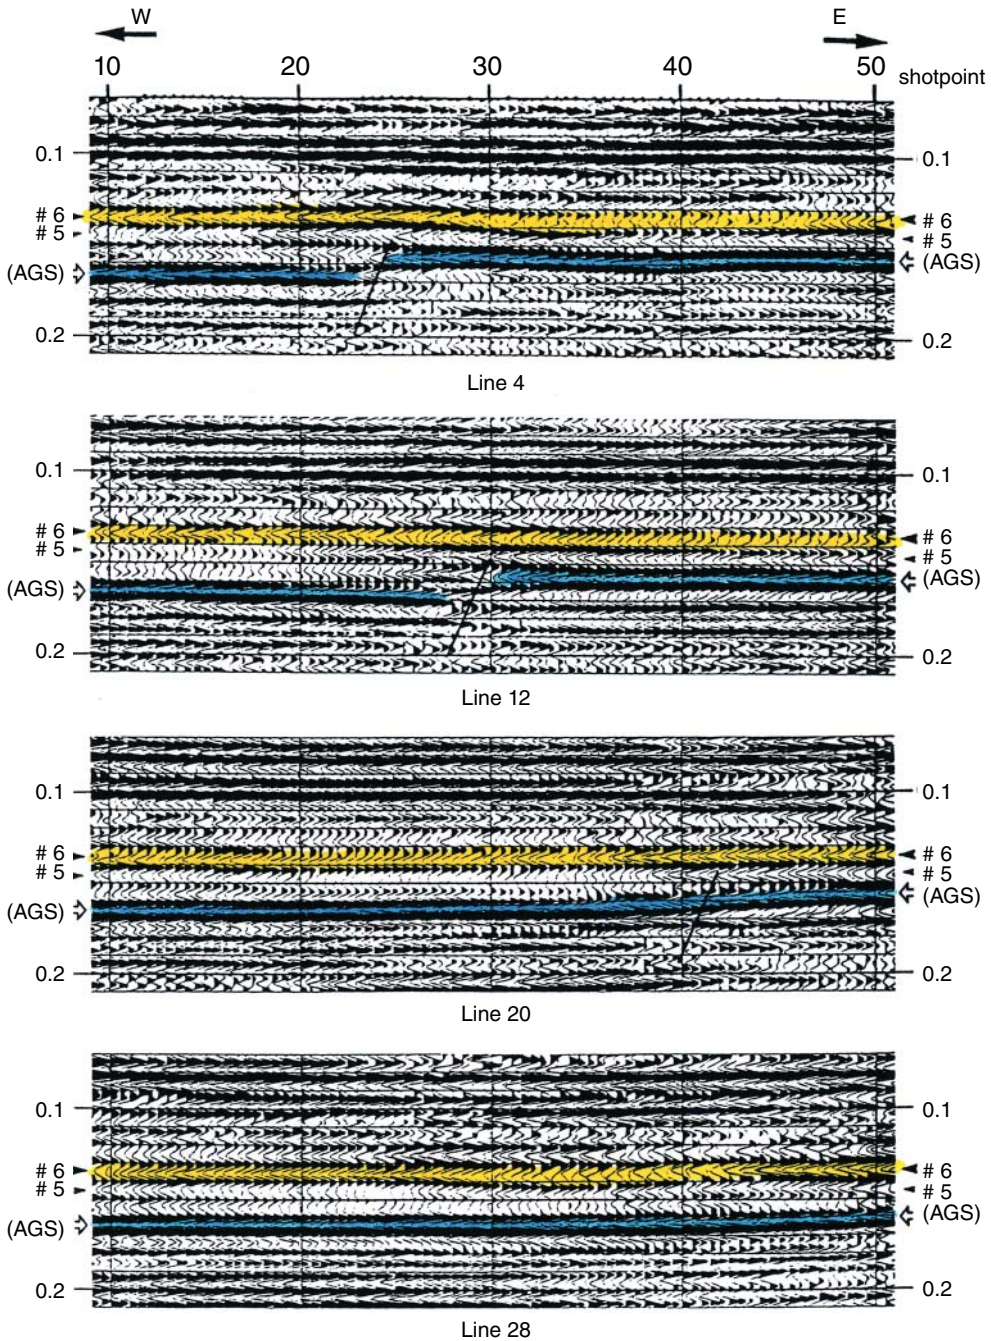 W E
10 20 30 40 50 shotpoint
0.1 0.1
# 6 # 6
# 5 # 5
(AGS) (AGS)
0.2 0.2
Line 4
0.1 0.1
# 6 # 6
# 5 # 5
(AGS) (AGS)
0.2 0.2
Line 12
0.1 0.1
# 6 # 6
# 5 # 5
(AGS) (AGS)
0.2 0.2
Line 20
0.1 0.1
# 6 # 6
# 5 # 5
(AGS) (AGS)
0.2 0.2
Line 28